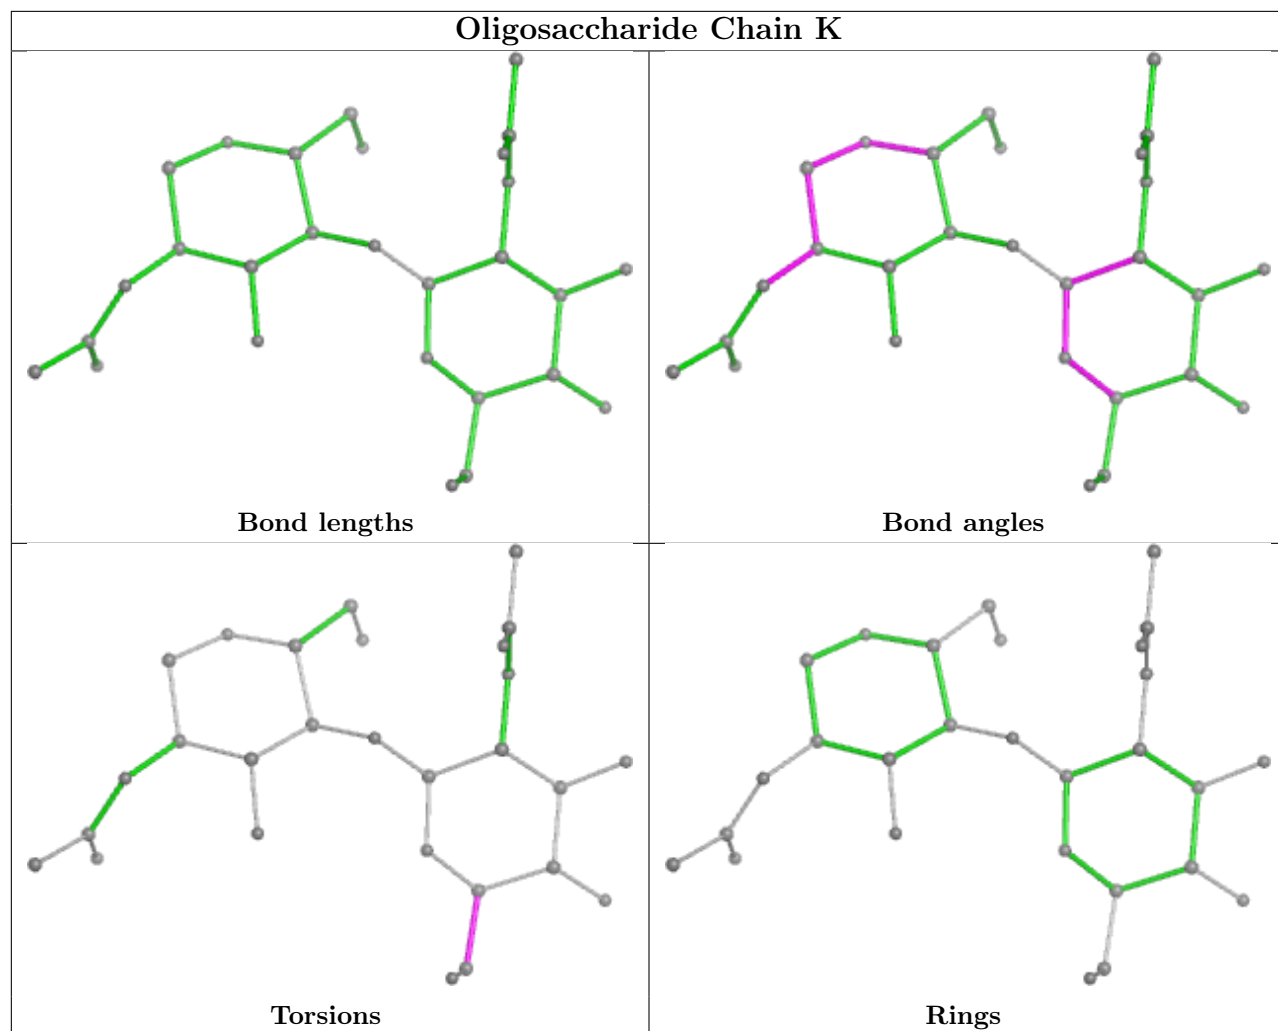 Oligosaccharide Chain K
Bond lengths
Bond angles
Torsions
Rings